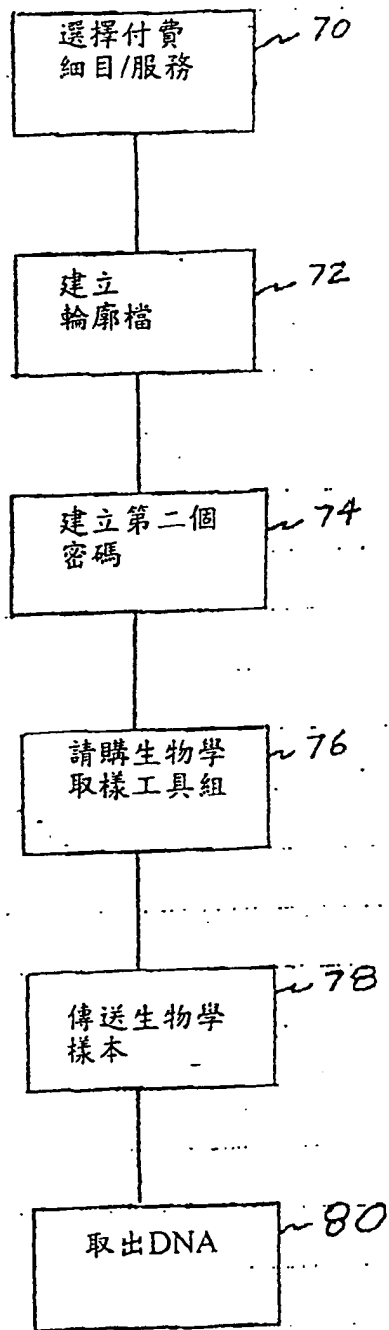 選擇付費
細目/服務
70
建立
輪廓檔
72
建立第二個
密碼
74
請購生物學
取樣工具組
76
傳送生物學
樣本
78
取出DNA
80